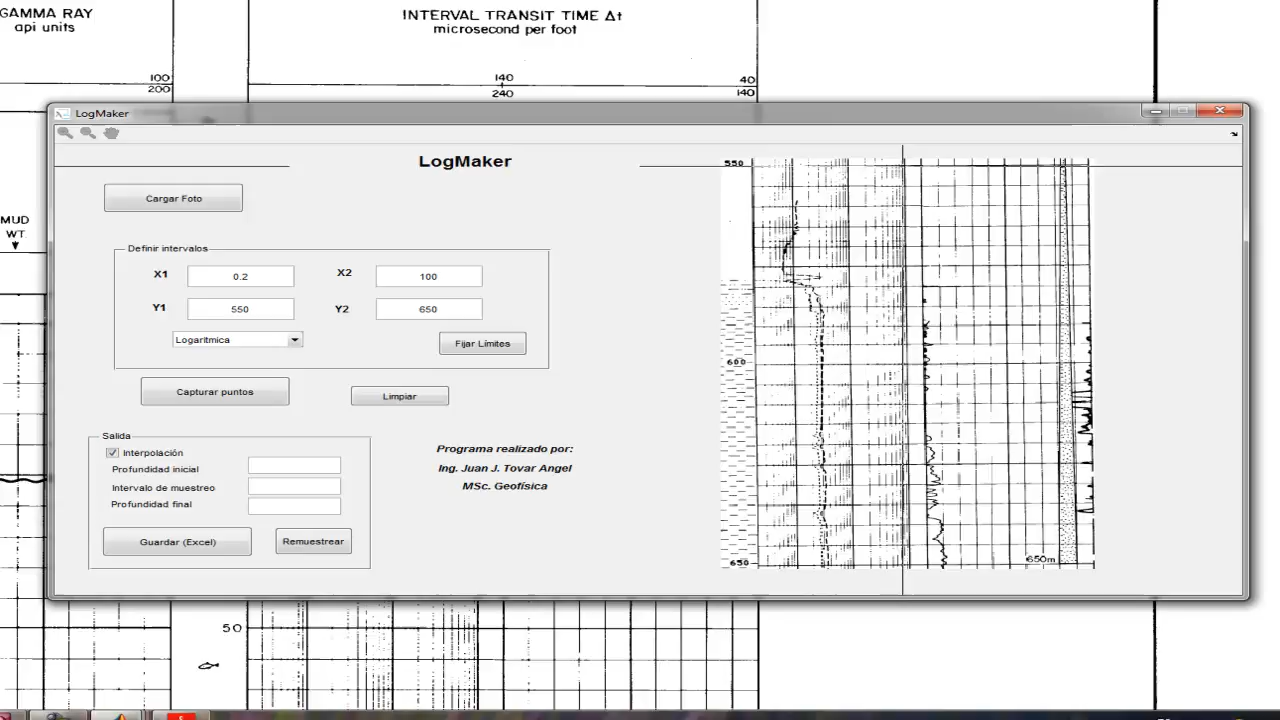 GAMMA RAY
api units
INTERVAL TRANSIT TIME Δt
microsecond per foot
100
200
140
240
40
140
LogMaker
LogMaker
Cargar Foto
Definir intervalos
X1 0.2 X2 100
Y1 550 Y2 650
Logarítmica
Fijar Límites
Capturar puntos
Limpiar
Salida
Interpolación
Profundidad inicial
Intervalo de muestreo
Profundidad final
Guardar (Excel)
Remuestrear
Programa realizado por:
Ing. Juan J. Tovar Angel
MSc. Geofísica
550
600
650
650m
MUD
WT
50